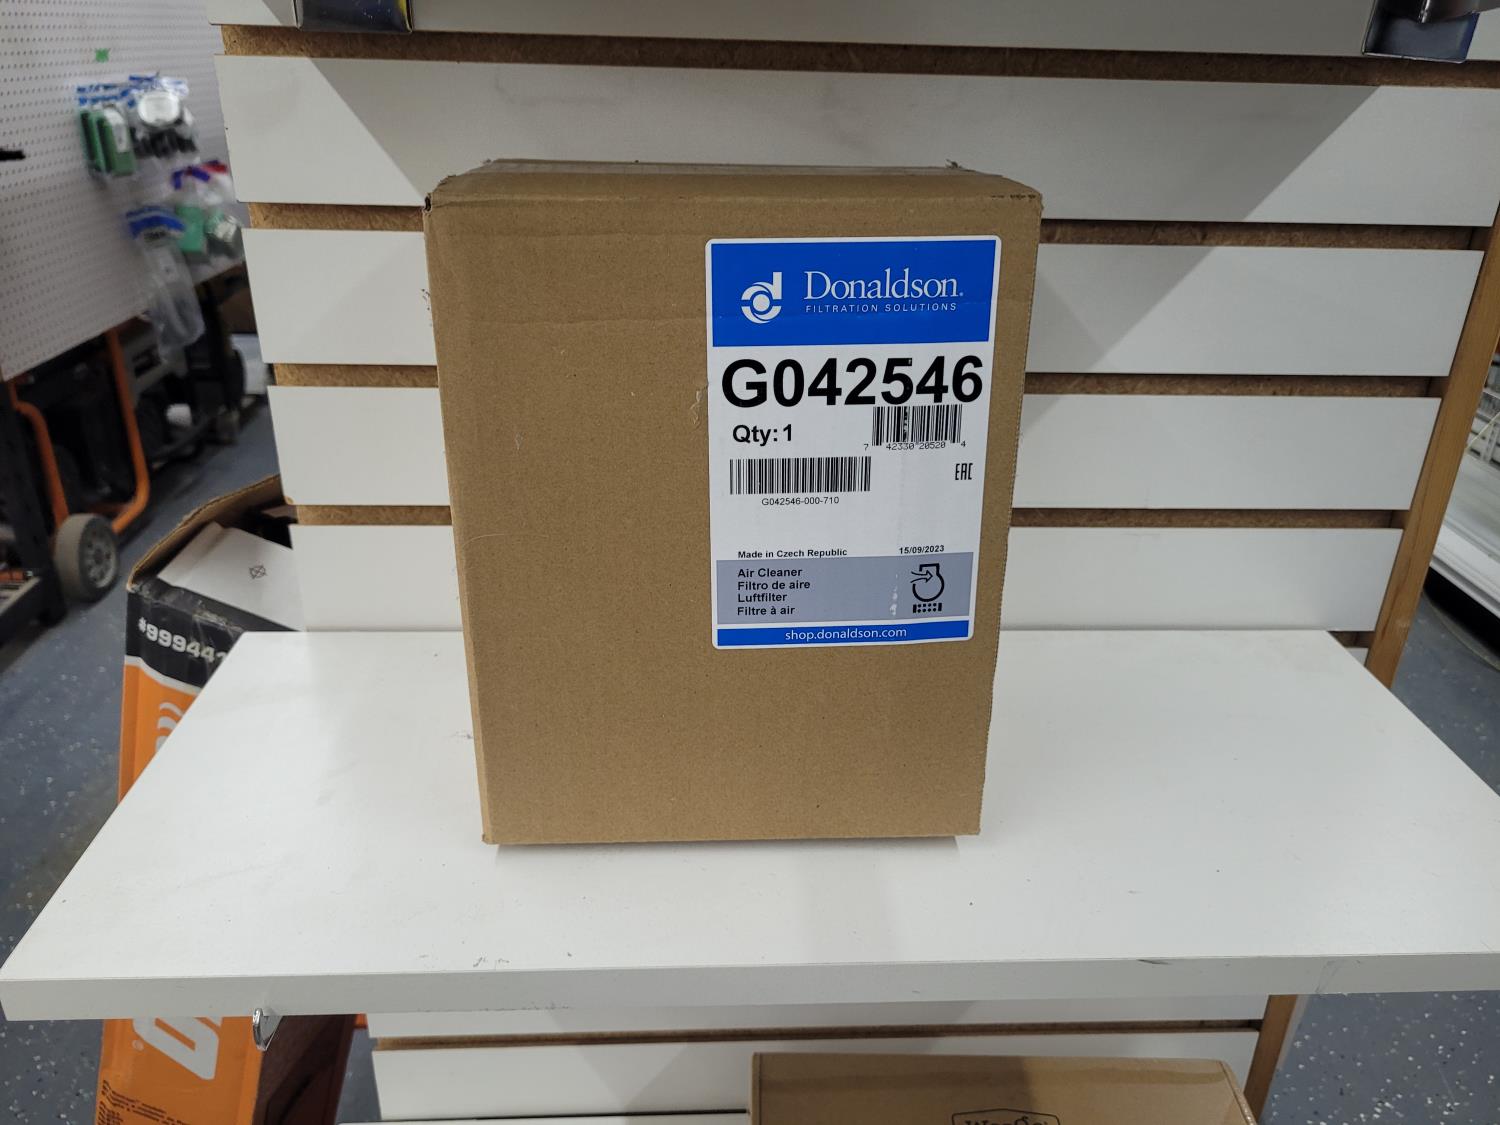 Donaldson.
FILTRATION SOLUTIONS
G042546
Qty: 1
7 42330 20520 4
G042546-000-710
EAC
Made in Czech Republic 15/09/2023
Air Cleaner
Filtro de aire
Luftfilter
Filtre à air
shop.donaldson.com